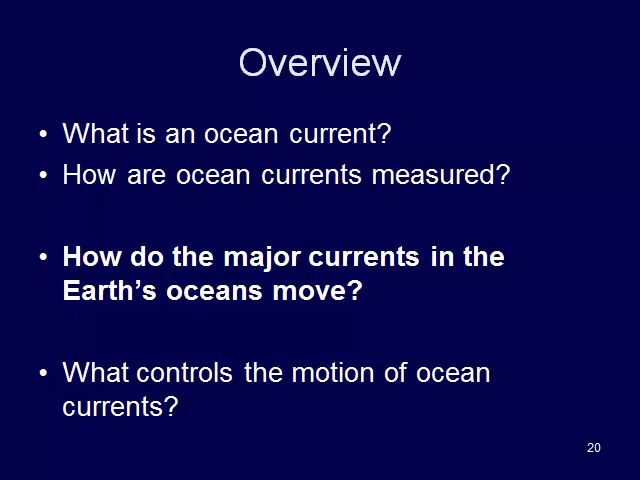 Overview
• What is an ocean current?
• How are ocean currents measured?
• How do the major currents in the
Earth’s oceans move?
• What controls the motion of ocean
currents?
20